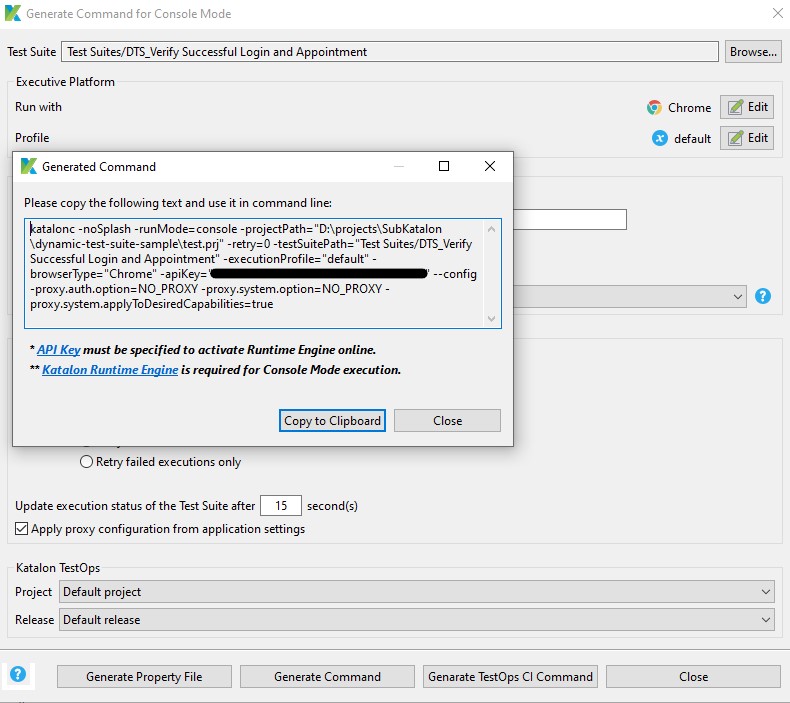 Generate Command for Console Mode
Test Suite Test Suites/DTS_Verify Successful Login and Appointment Browse...
Executive Platform
Run with Chrome Edit
Profile default Edit
Generated Command
Please copy the following text and use it in command line:
katalonc -noSplash -runMode=console -projectPath="D:\projects\SubKatalon
\dynamic-test-suite-sample\test.prj" -retry=0 -testSuitePath="Test Suites/DTS_Verify
Successful Login and Appointment" -executionProfile="default" -
browserType="Chrome" -apiKey=" " --config
-proxy.auth.option=NO_PROXY -proxy.system.option=NO_PROXY -
proxy.system.applyToDesiredCapabilities=true
* API Key must be specified to activate Runtime Engine online.
** Katalon Runtime Engine is required for Console Mode execution.
Copy to Clipboard Close
Retry failed executions only
Update execution status of the Test Suite after 15 second(s)
Apply proxy configuration from application settings
Katalon TestOps
Project Default project
Release Default release
Generate Property File Generate Command Genarate TestOps CI Command Close